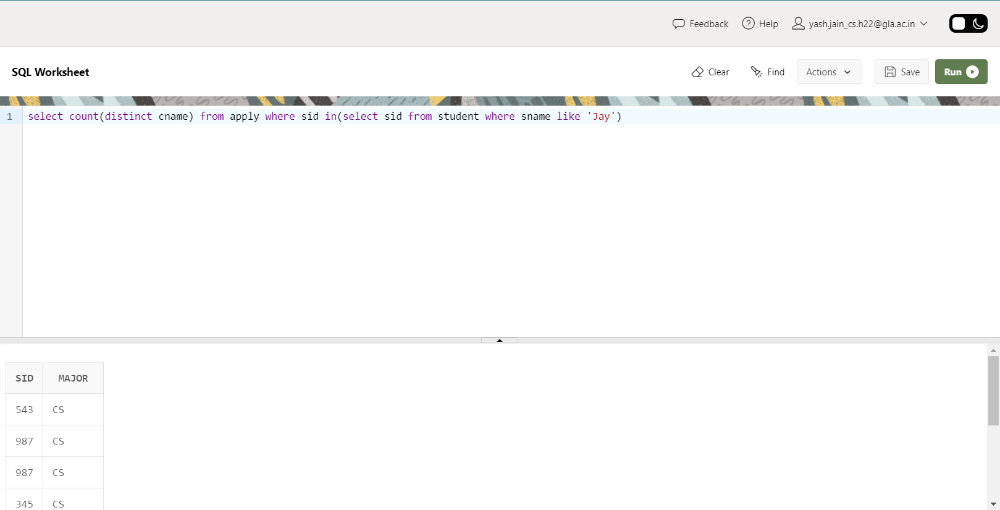 Feedback Help yash.jain_cs.h22@gla.ac.in
SQL Worksheet Clear Find Actions Save Run
1 select count(distinct cname) from apply where sid in(select sid from student where sname like 'Jay')
SID MAJOR
543 CS
987 CS
987 CS
345 CS